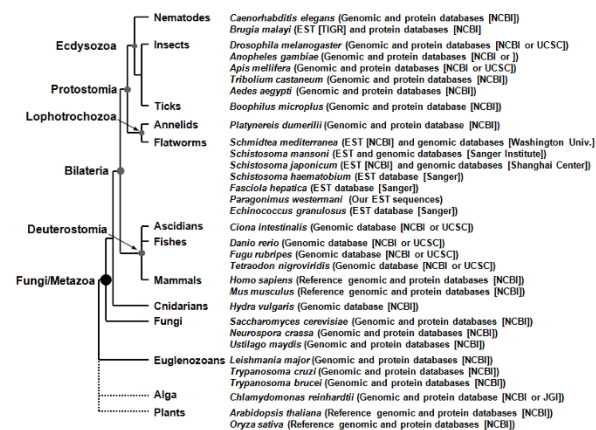 Nematodes Caenorhabditis elegans (Genomic and protein databases [NCBI])
Brugia malayi (EST [TIGR] and protein databases [NCBI]
Ecdysozoa
Insects Drosophila melanogaster (Genomic and protein databases [NCBI or UCSC])
Anopheles gambiae (Genomic and protein databases [NCBI or ])
Apis mellifera (Genomic and protein databases [NCBI or UCSC])
Tribolium castaneum (Genomic and protein databases [NCBI])
Aedes aegypti (Genomic and protein databases [NCBI])
Protostomia
Ticks Boophilus microplus (Genomic and protein databases [NCBI])
Lophotrochozoa
Annelids Platynereis dumerilii (Genomic and protein database [NCBI])
Flatworms Schmidtea mediterranea (EST [NCBI] and genomic databases [Washington Univ.]
Schistosoma mansoni (EST and genomic databases [Sanger Institute])
Schistosoma japonicum (EST [NCBI] and genomic databases [Shanghai Center])
Bilateria
Schistosoma haematobium (EST database [Sanger])
Fasciola hepatica (EST database [Sanger])
Paragonimus westermani (Our EST sequences)
Echinococcus granulosus (EST database [Sanger])
Deuterostomia
Ascidians Ciona intestinalis (Genomic database [NCBI or UCSC])
Fishes Danio rerio (Genomic database [NCBI or UCSC])
Fugu rubripes (Genomic database [NCBI or UCSC])
Tetraodon nigroviridis (Genomic database [NCBI or UCSC])
Fungi/Metazoa
Mammals Homo sapiens (Reference genomic and protein databases [NCBI])
Mus musculus (Reference genomic and protein databases [NCBI])
Cnidarians Hydra vulgaris (Genomic database [NCBI])
Fungi Saccharomyces cerevisiae (Genomic and protein databases [NCBI])
Neurospora crassa (Genomic and protein databases [NCBI])
Ustilago maydis (Genomic and protein databases [NCBI])
Euglenozoans Leishmania major (Genomic and protein databases [NCBI])
Trypanosoma cruzi (Genomic and protein databases [NCBI])
Trypanosoma brucei (Genomic and protein databases [NCBI])
Alga Chlamydomonas reinhardtii (Genomic database [NCBI or JGI])
Plants Arabidopsis thaliana (Reference genomic and protein databases [NCBI])
Oryza sativa (Reference genomic and protein databases [NCBI])